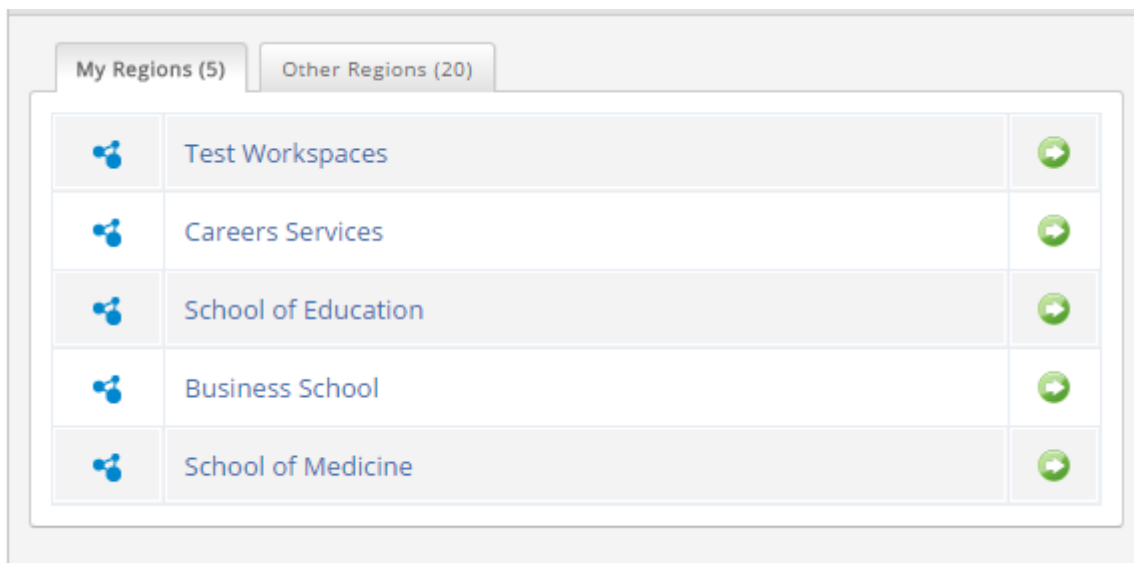 My Regions (5) Other Regions (20)
Test Workspaces
Careers Services
School of Education
Business School
School of Medicine